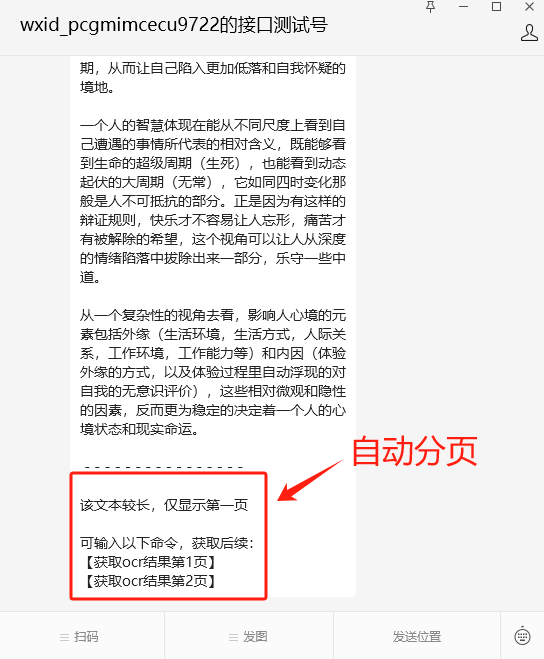 wxid_pcgmimcecu9722的接口测试号
期，从而让自己陷入更加低落和自我怀疑的
境地。
一个人的智慧体现在能从不同尺度上看到自
己遭遇的事情所代表的相对含义，既能够看
到生命的超级周期（生死），也能看到动态
起伏的大周期（无常），它如同四时变化那
般是人不可抵抗的部分。正是因为有这样的
辩证规则，快乐才不容易让人忘形，痛苦才
有被解除的希望，这个视角可以让人从深度
的情绪陷落中拔除出来一部分，乐守一些中
道。
从一个复杂性的视角去看，影响人心境的元
素包括外缘（生活环境，生活方式，人际关
系，工作环境，工作能力等）和内因（体验
外缘的方式，以及体验过程里自动浮现的对
自我的无意识评价），这些相对微观和隐性
的因素，反而更为稳定的决定着一个人的心
境状态和现实命运。
- - - - - - - - - - - - - - - - -
自动分页
该文本较长，仅显示第一页
可输入以下命令，获取后续：
【获取ocr结果第1页】
【获取ocr结果第2页】
扫码
发图
发送位置